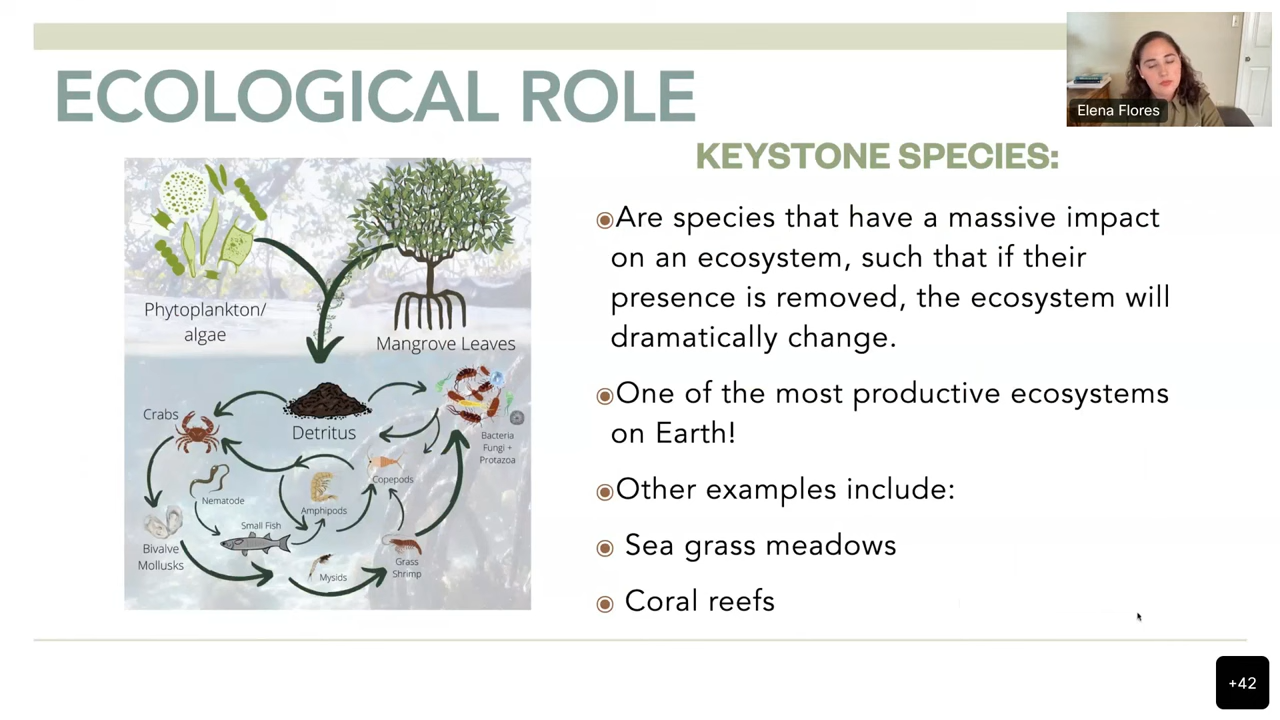 ECOLOGICAL ROLE
Elena Flores
KEYSTONE SPECIES:
Are species that have a massive impact
on an ecosystem, such that if their
presence is removed, the ecosystem will
dramatically change.
One of the most productive ecosystems
on Earth!
Other examples include:
Sea grass meadows
Coral reefs
Phytoplankton/
algae
Mangrove Leaves
Crabs
Detritus
Bacteria
Fungi +
Protazoa
Nematode
Copepods
Amphipods
Small Fish
Bivalve
Mollusks
Mysids
Grass
Shrimp
+42